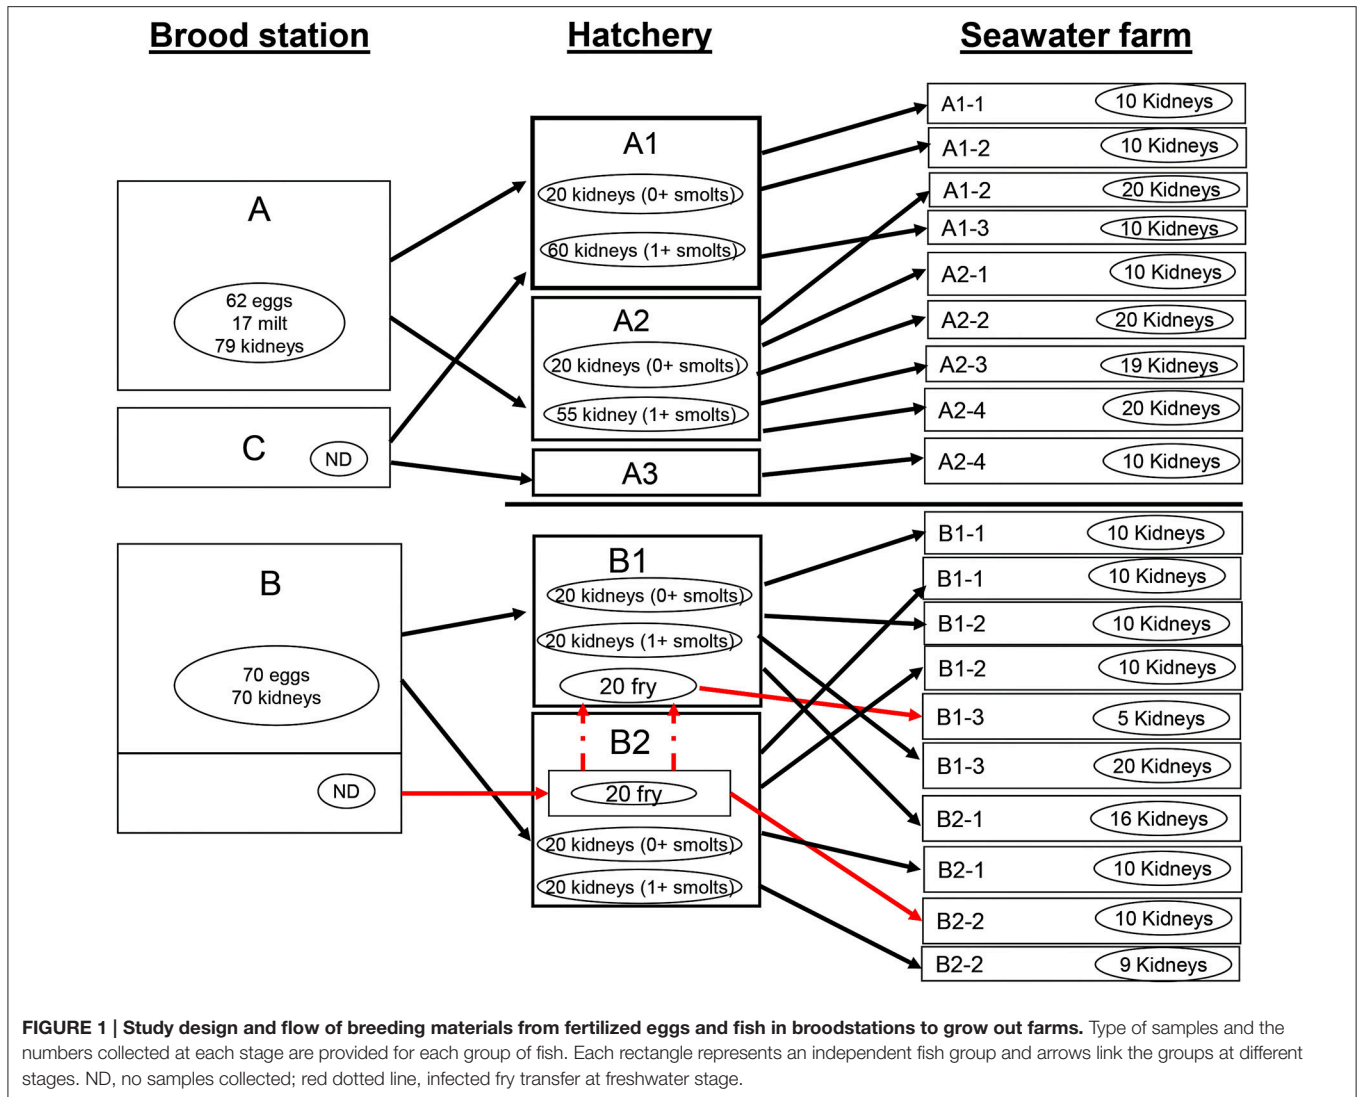 Brood station
Hatchery
Seawater farm
A
62 eggs
17 milt
79 kidneys
C
ND
B
70 eggs
70 kidneys
ND
A1
20 kidneys (0+ smolts)
60 kidneys (1+ smolts)
A2
20 kidneys (0+ smolts)
55 kidney (1+ smolts)
A3
B1
20 kidneys (0+ smolts)
20 kidneys (1+ smolts)
20 fry
B2
20 fry
20 kidneys (0+ smolts)
20 kidneys (1+ smolts)
A1-1 10 Kidneys
A1-2 10 Kidneys
A1-2 20 Kidneys
A1-3 10 Kidneys
A2-1 10 Kidneys
A2-2 20 Kidneys
A2-3 19 Kidneys
A2-4 20 Kidneys
A2-4 10 Kidneys
B1-1 10 Kidneys
B1-1 10 Kidneys
B1-2 10 Kidneys
B1-2 10 Kidneys
B1-3 5 Kidneys
B1-3 20 Kidneys
B2-1 16 Kidneys
B2-1 10 Kidneys
B2-2 10 Kidneys
B2-2 9 Kidneys
FIGURE 1 | Study design and flow of breeding materials from fertilized eggs and fish in broodstations to grow out farms. Type of samples and the
numbers collected at each stage are provided for each group of fish. Each rectangle represents an independent fish group and arrows link the groups at different
stages. ND, no samples collected; red dotted line, infected fry transfer at freshwater stage.